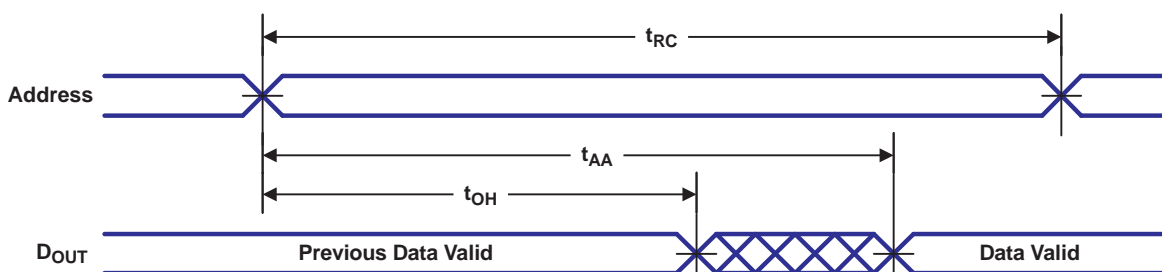 tRC
Address
tAA
tOH
DOUT
Previous Data Valid
Data Valid